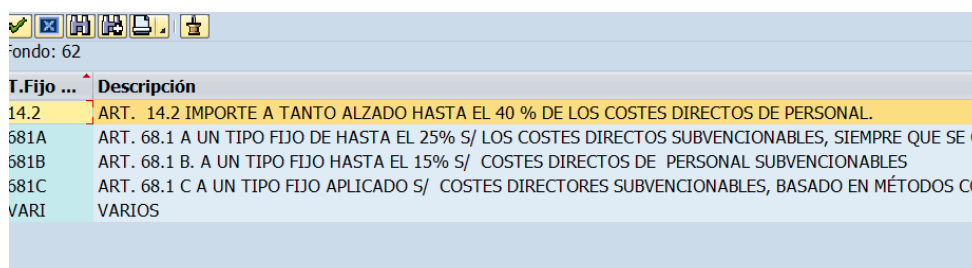 Fondo: 62
T.Fijo ... Descripción
14.2 ART. 14.2 IMPORTE A TANTO ALZADO HASTA EL 40 % DE LOS COSTES DIRECTOS DE PERSONAL.
681A ART. 68.1 A UN TIPO FIJO DE HASTA EL 25% S/ LOS COSTES DIRECTOS SUBVENCIONABLES, SIEMPRE QUE SE
681B ART. 68.1 B. A UN TIPO FIJO HASTA EL 15% S/ COSTES DIRECTOS DE PERSONAL SUBVENCIONABLES
681C ART. 68.1 C A UN TIPO FIJO APLICADO S/ COSTES DIRECTORES SUBVENCIONABLES, BASADO EN MÉTODOS
VARI VARIOS